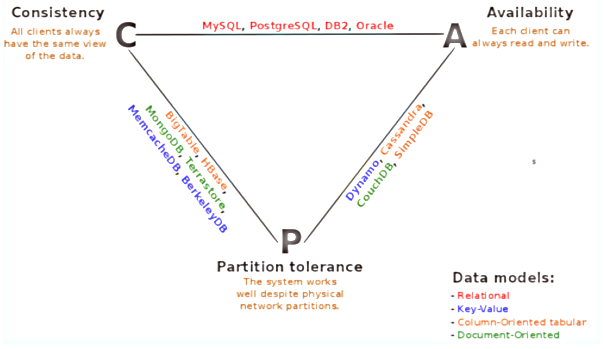 Consistency
All clients always
have the same view
of the data.
C
MySQL, PostgreSQL, DB2, Oracle
A
Availability
Each client can
always read and write.
BigTable, HBase,
MongoDB, Terrastore,
MemcacheDB, BerkeleyDB
Dynamo, Cassandra,
CouchDB, SimpleDB
s
P
Partition tolerance
The system works
well despite physical
network partitions.
Data models:
- Relational
- Key-Value
- Column-Oriented tabular
- Document-Oriented